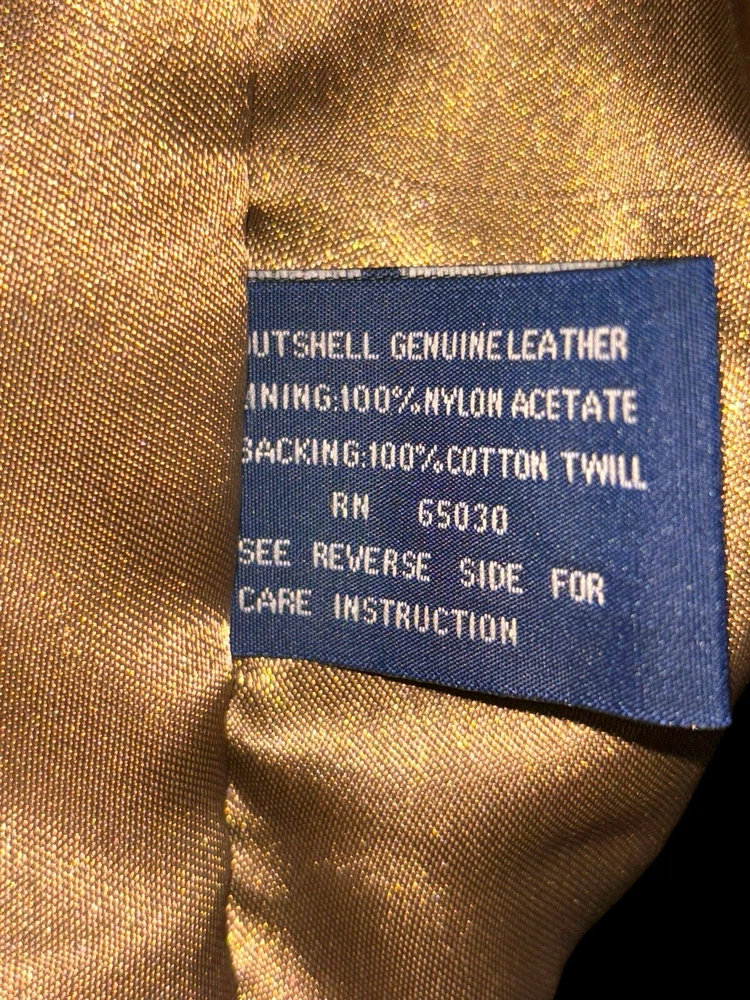 UTSHELL GENUINE LEATHER
INING:100% NYLON ACETATE
BACKING:100% COTTON TWILL
RN 65030
SEE REVERSE SIDE FOR
CARE INSTRUCTION